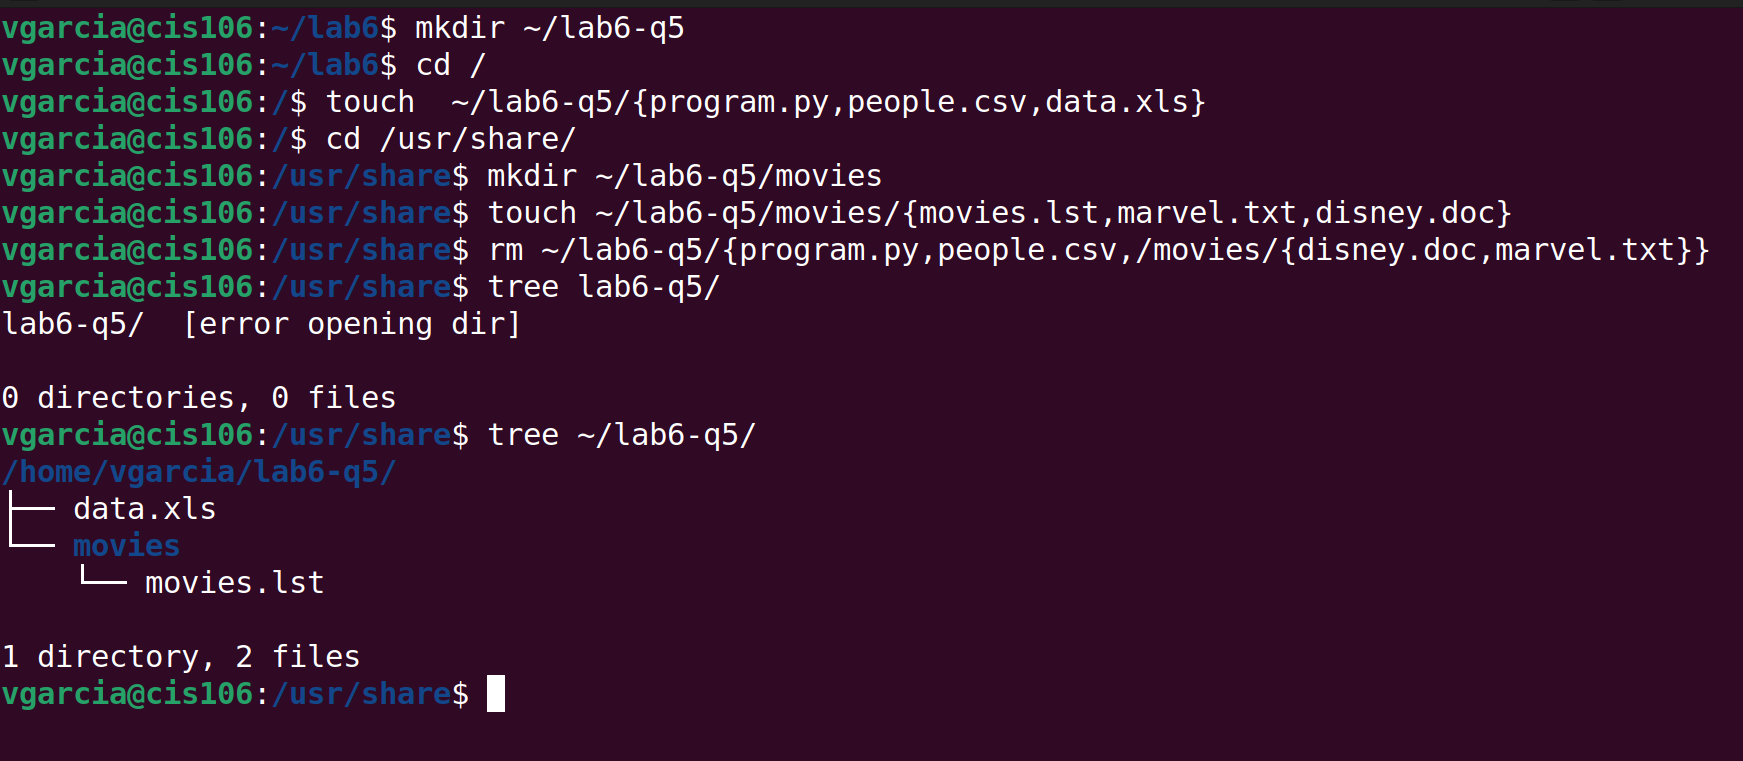 vgarcia@cis106:~/lab6$ mkdir ~/lab6-q5
vgarcia@cis106:~/lab6$ cd /
vgarcia@cis106:/$ touch  ~/lab6-q5/{program.py,people.csv,data.xls}
vgarcia@cis106:/$ cd /usr/share/
vgarcia@cis106:/usr/share$ mkdir ~/lab6-q5/movies
vgarcia@cis106:/usr/share$ touch ~/lab6-q5/movies/{movies.lst,marvel.txt,disney.doc}
vgarcia@cis106:/usr/share$ rm ~/lab6-q5/{program.py,people.csv,/movies/{disney.doc,marvel.txt}}
vgarcia@cis106:/usr/share$ tree lab6-q5/
lab6-q5/  [error opening dir]
0 directories, 0 files
vgarcia@cis106:/usr/share$ tree ~/lab6-q5/
/home/vgarcia/lab6-q5/
├── data.xls
└── movies
    └── movies.lst
1 directory, 2 files
vgarcia@cis106:/usr/share$